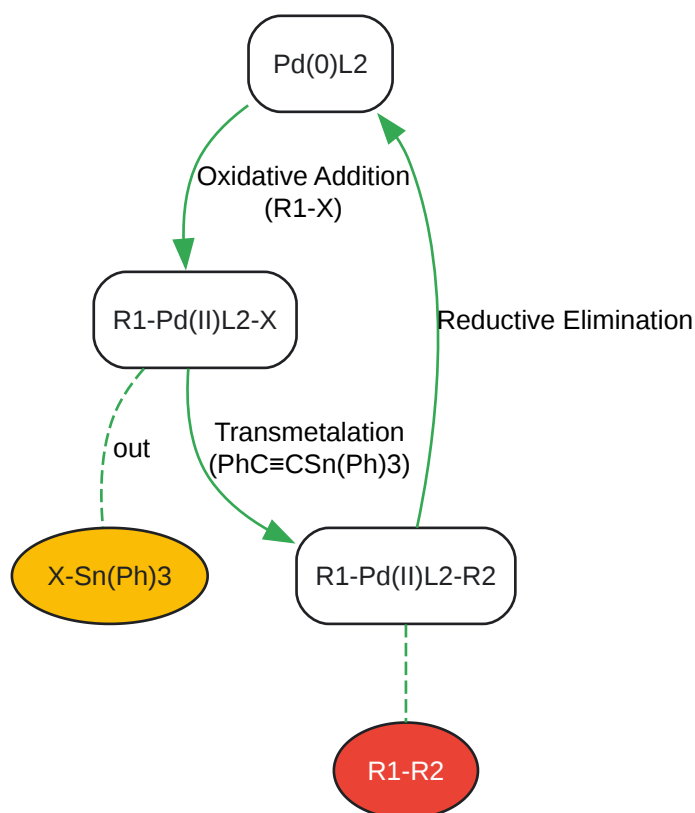 Pd(0)L2
Oxidative Addition
(R1-X)
R1-Pd(II)L2-X
Reductive Elimination
Transmetalation
(PhC≡CSn(Ph)3)
out
X-Sn(Ph)3
R1-Pd(II)L2-R2
R1-R2